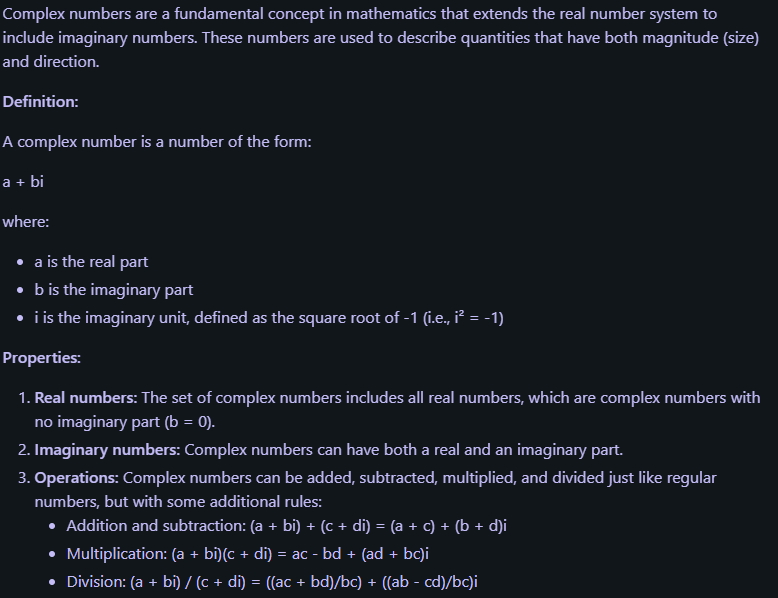 Complex numbers are a fundamental concept in mathematics that extends the real number system to
include imaginary numbers. These numbers are used to describe quantities that have both magnitude (size)
and direction.
Definition:
A complex number is a number of the form:
a + bi
where:
• a is the real part
• b is the imaginary part
• i is the imaginary unit, defined as the square root of -1 (i.e., i² = -1)
Properties:
1. Real numbers: The set of complex numbers includes all real numbers, which are complex numbers with
no imaginary part (b = 0).
2. Imaginary numbers: Complex numbers can have both a real and an imaginary part.
3. Operations: Complex numbers can be added, subtracted, multiplied, and divided just like regular
numbers, but with some additional rules:
• Addition and subtraction: (a + bi) + (c + di) = (a + c) + (b + d)i
• Multiplication: (a + bi)(c + di) = ac - bd + (ad + bc)i
• Division: (a + bi) / (c + di) = ((ac + bd)/bc) + ((ab - cd)/bc)i